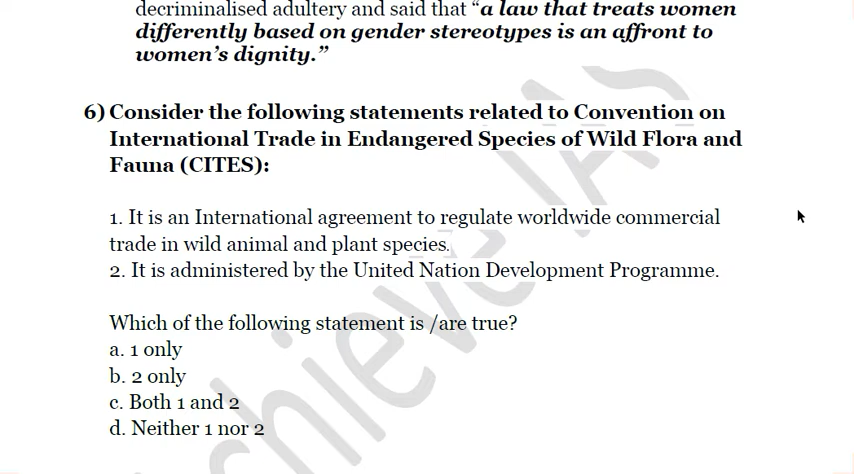 decriminalised adultery and said that “a law that treats women
differently based on gender stereotypes is an affront to
women’s dignity.”
6) Consider the following statements related to Convention on
International Trade in Endangered Species of Wild Flora and
Fauna (CITES):
1. It is an International agreement to regulate worldwide commercial
trade in wild animal and plant species.
2. It is administered by the United Nation Development Programme.
Which of the following statement is /are true?
a. 1 only
b. 2 only
c. Both 1 and 2
d. Neither 1 nor 2